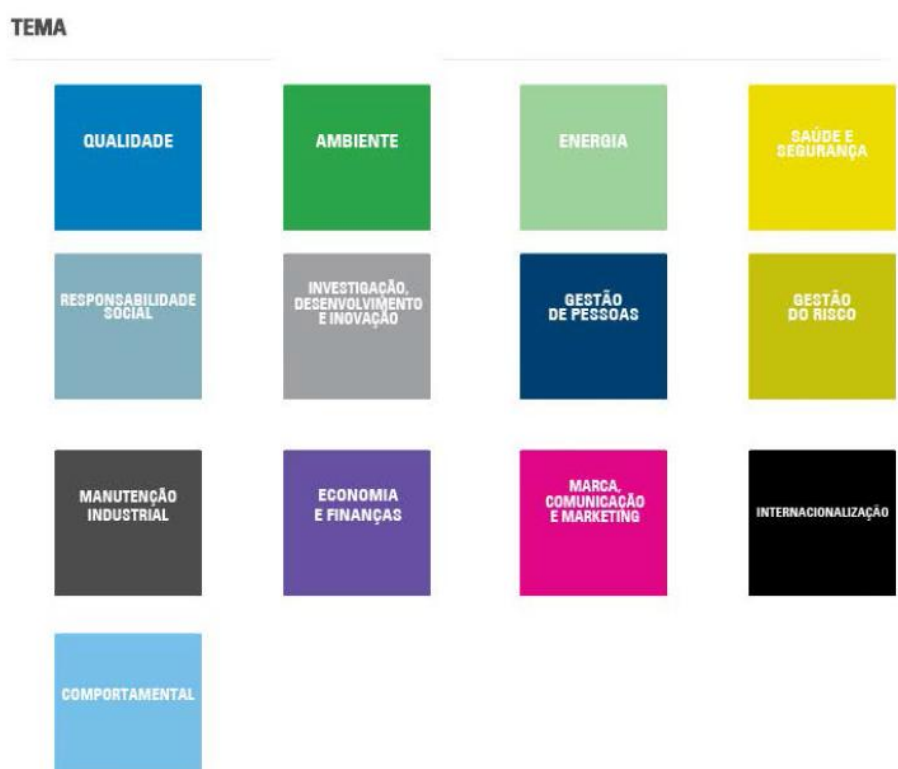 TEMA
QUALIDADE
AMBIENTE
ENERGIA
SAÚDE E
SEGURANÇA
RESPONSABILIDADE
SOCIAL
INVESTIGAÇÃO,
DESENVOLVIMENTO
E INOVAÇÃO
GESTÃO
DE PESSOAS
GESTÃO
DO RISCO
MANUTENÇÃO
INDUSTRIAL
ECONOMIA
E FINANÇAS
MARCA,
COMUNICAÇÃO
E MARKETING
INTERNACIONALIZAÇÃO
COMPORTAMENTAL